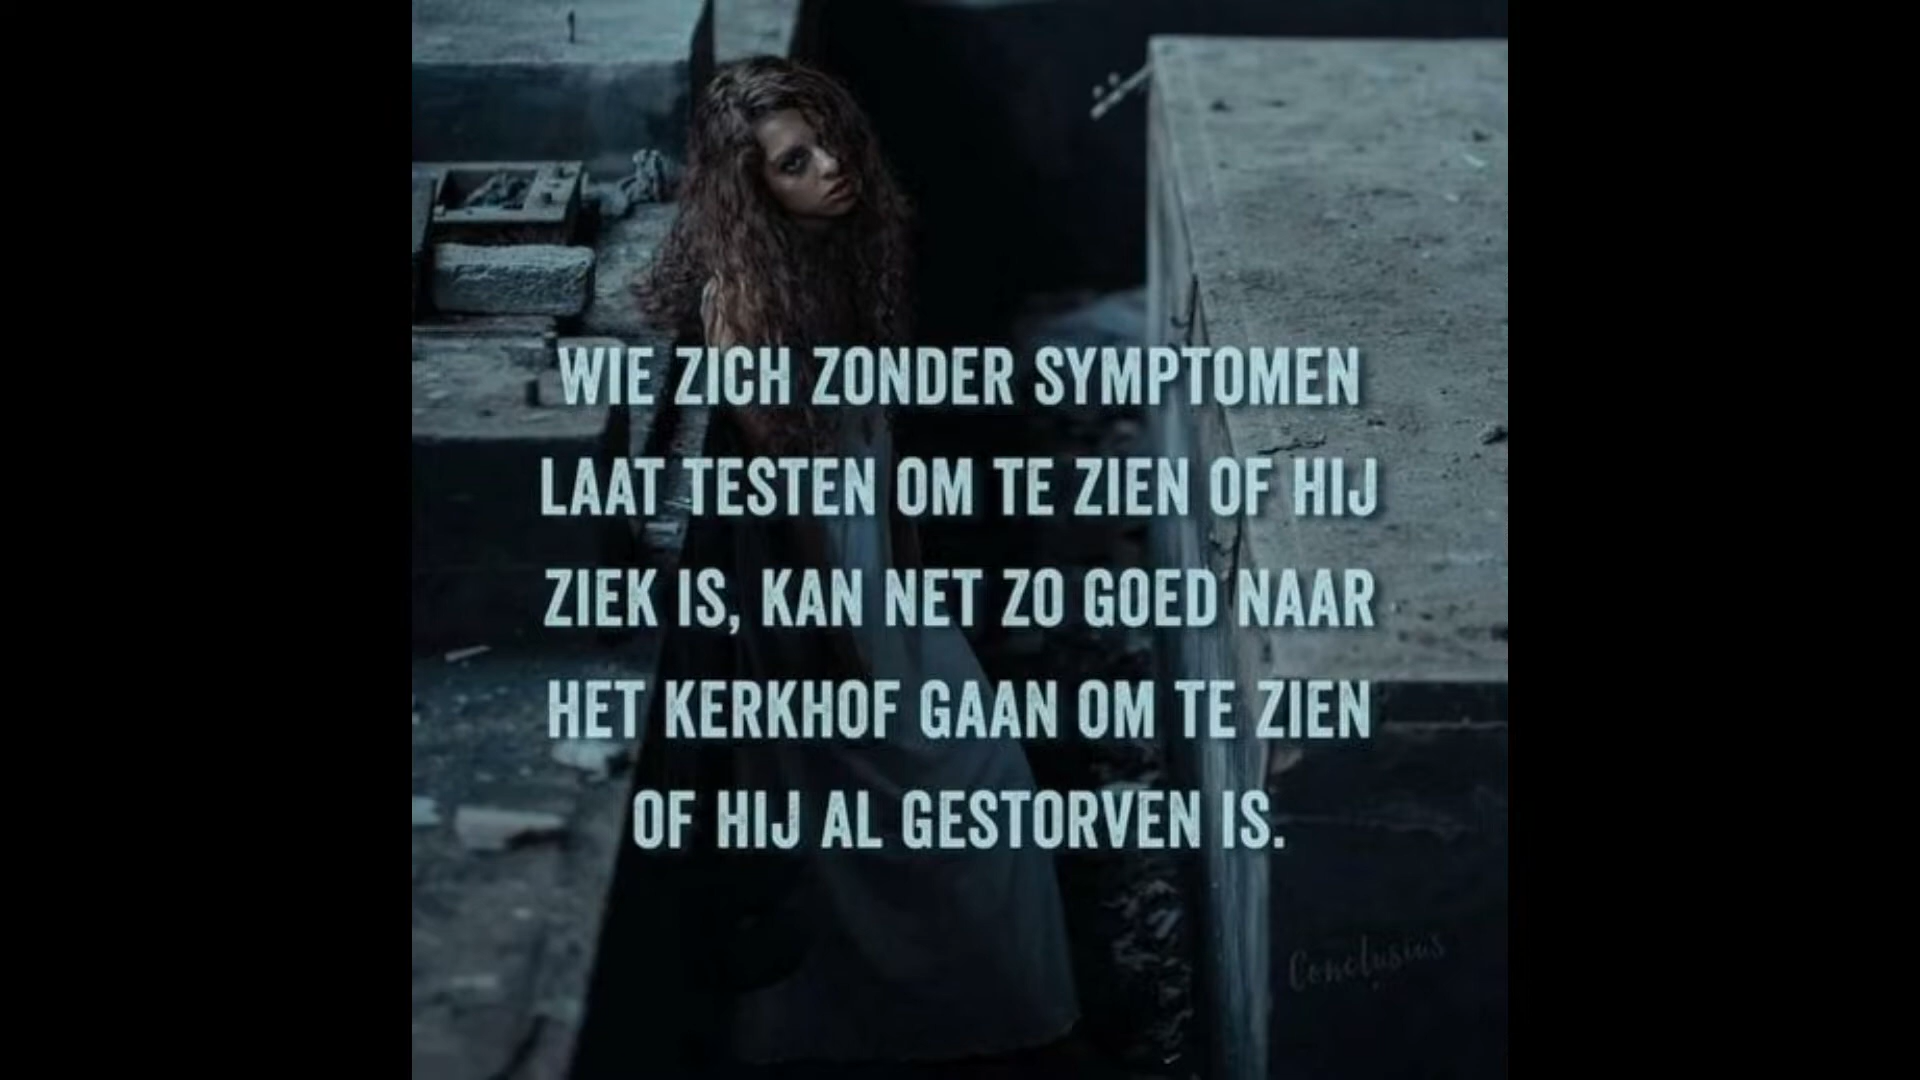 WIE ZICH ZONDER SYMPTOMEN
LAAT TESTEN OM TE ZIEN OF HIJ
ZIEK IS, KAN NET ZO GOED NAAR
HET KERKHOF GAAN OM TE ZIEN
OF HIJ AL GESTORVEN IS.
Conclusius